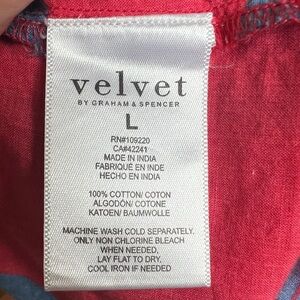 velvet
BY GRAHAM & SPENCER
L
RN#109220
CA#42241
MADE IN INDIA
FABRIQUÉ EN INDE
HECHO EN INDIA
100% COTTON/ COTON
ALGODÓN/ COTONE
KATOEN/ BAUMWOLLE
MACHINE WASH COLD SEPARATELY.
ONLY NON CHLORINE BLEACH
WHEN NEEDED,
LAY FLAT TO DRY,
COOL IRON IF NEEDED